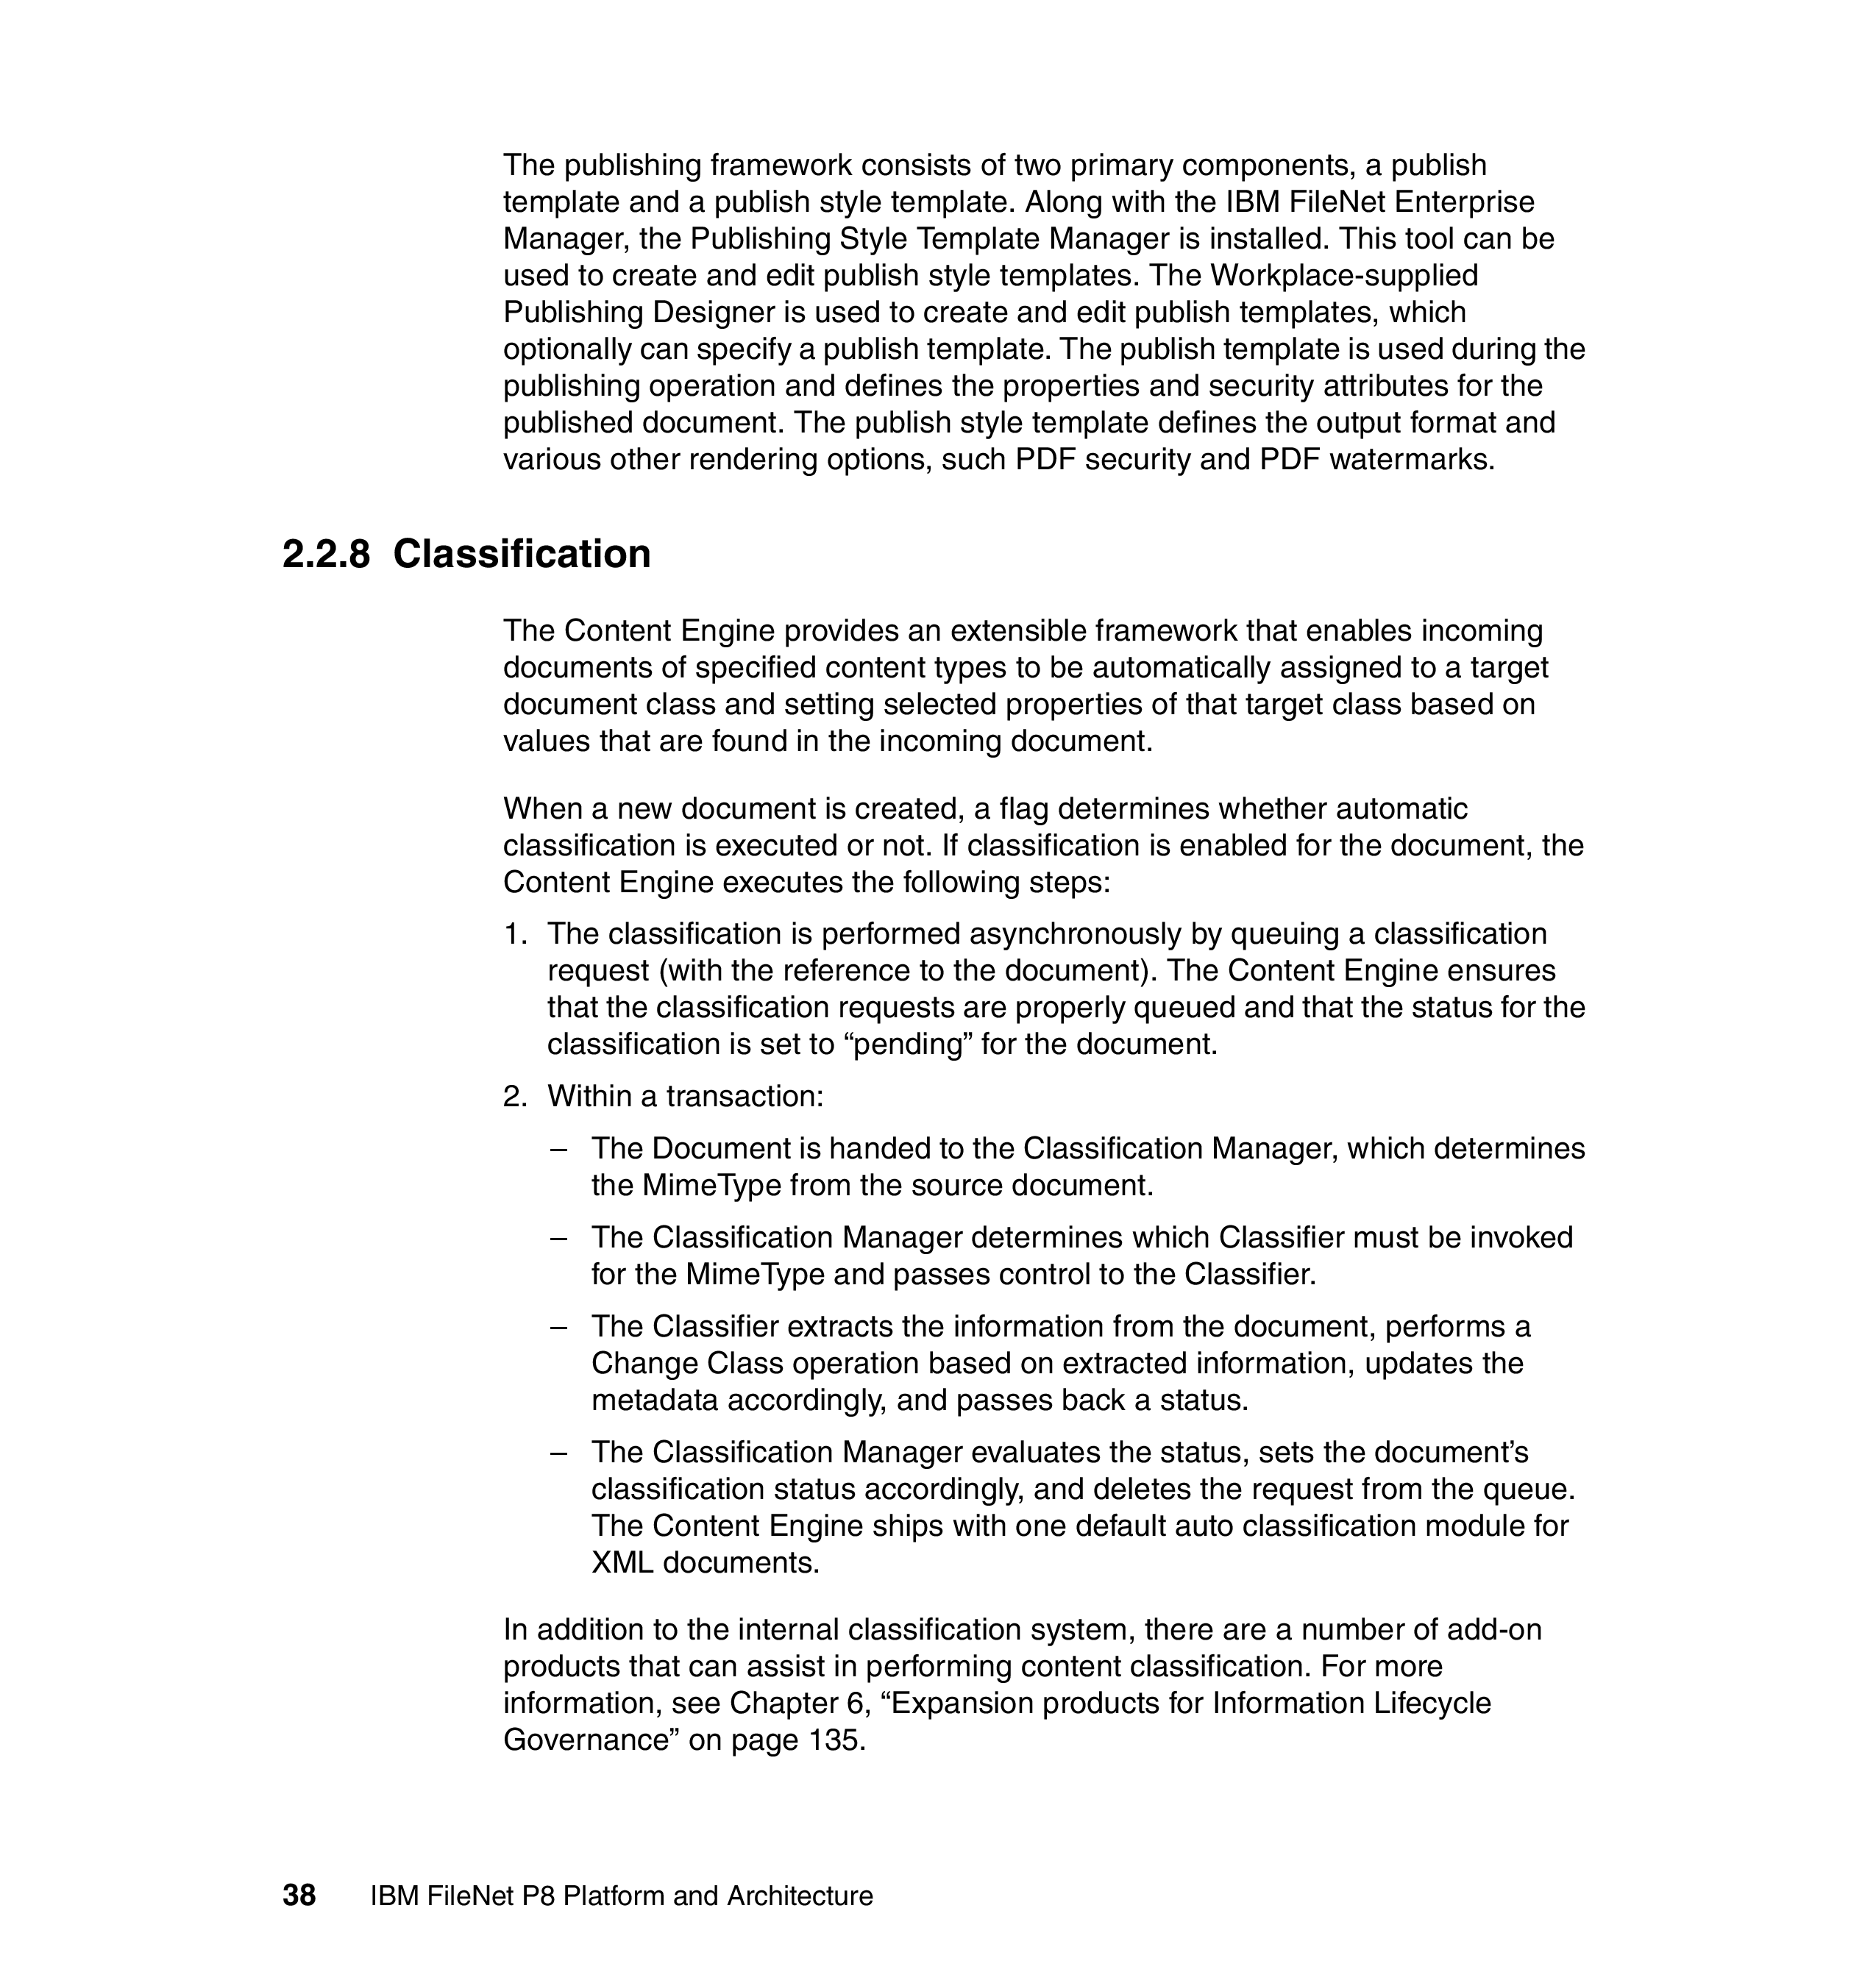 The publishing framework consists of two primary components, a publish
template and a publish style template. Along with the IBM FileNet Enterprise
Manager, the Publishing Style Template Manager is installed. This tool can be
used to create and edit publish style templates. The Workplace-supplied
Publishing Designer is used to create and edit publish templates, which
optionally can specify a publish template. The publish template is used during the
publishing operation and defines the properties and security attributes for the
published document. The publish style template defines the output format and
various other rendering options, such PDF security and PDF watermarks.
2.2.8 Classification
The Content Engine provides an extensible framework that enables incoming
documents of specified content types to be automatically assigned to a target
document class and setting selected properties of that target class based on
values that are found in the incoming document.
When a new document is created, a flag determines whether automatic
classification is executed or not. If classification is enabled for the document, the
Content Engine executes the following steps:
1. The classification is performed asynchronously by queuing a classification
request (with the reference to the document). The Content Engine ensures
that the classification requests are properly queued and that the status for the
classification is set to “pending” for the document.
2. Within a transaction:
– The Document is handed to the Classification Manager, which determines
the MimeType from the source document.
– The Classification Manager determines which Classifier must be invoked
for the MimeType and passes control to the Classifier.
– The Classifier extracts the information from the document, performs a
Change Class operation based on extracted information, updates the
metadata accordingly, and passes back a status.
– The Classification Manager evaluates the status, sets the document’s
classification status accordingly, and deletes the request from the queue.
The Content Engine ships with one default auto classification module for
XML documents.
In addition to the internal classification system, there are a number of add-on
products that can assist in performing content classification. For more
information, see Chapter 6, “Expansion products for Information Lifecycle
Governance” on page 135.
38 IBM FileNet P8 Platform and Architecture